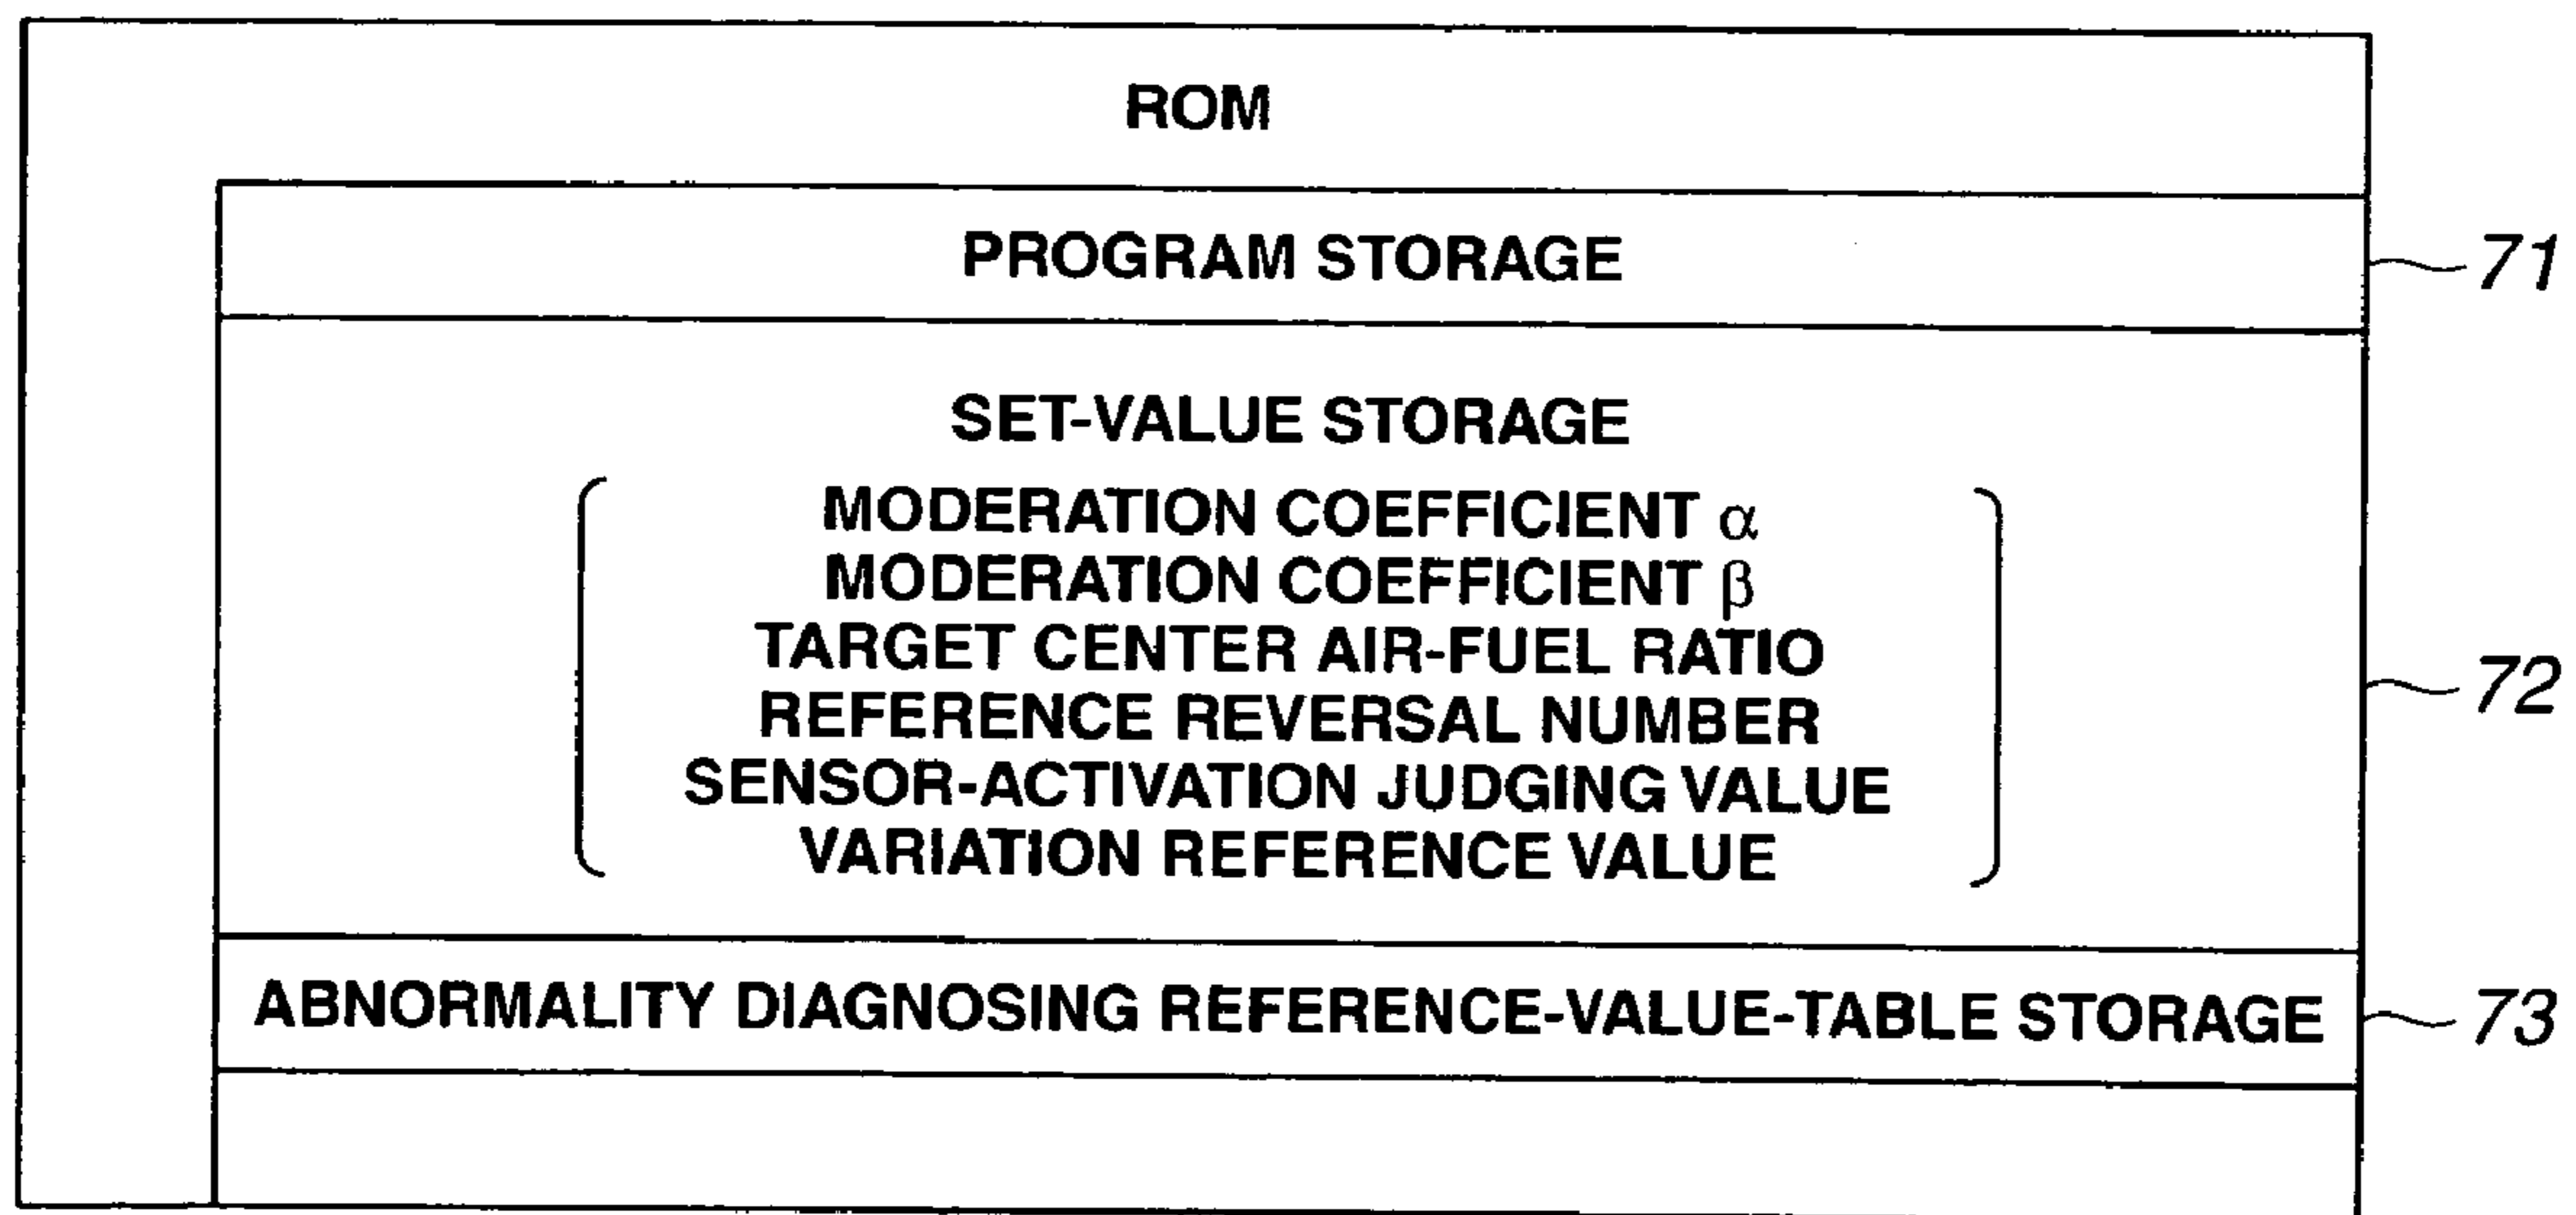 ROM
PROGRAM STORAGE
71
SET-VALUE STORAGE
MODERATION COEFFICIENT α
MODERATION COEFFICIENT β
TARGET CENTER AIR-FUEL RATIO
REFERENCE REVERSAL NUMBER
SENSOR-ACTIVATION JUDGING VALUE
VARIATION REFERENCE VALUE
72
ABNORMALITY DIAGNOSING REFERENCE-VALUE-TABLE STORAGE
73